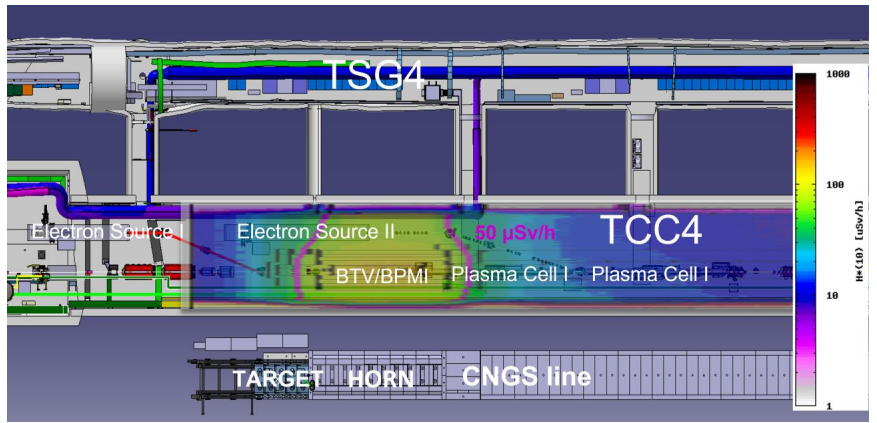 TSG4
1000
100
10
1
H*(10) [uSv/h]
Electron Source I
Electron Source II
50 µSv/h
TCC4
BTV/BPMI
Plasma Cell I
Plasma Cell I
TARGET
HORN
CNGS line